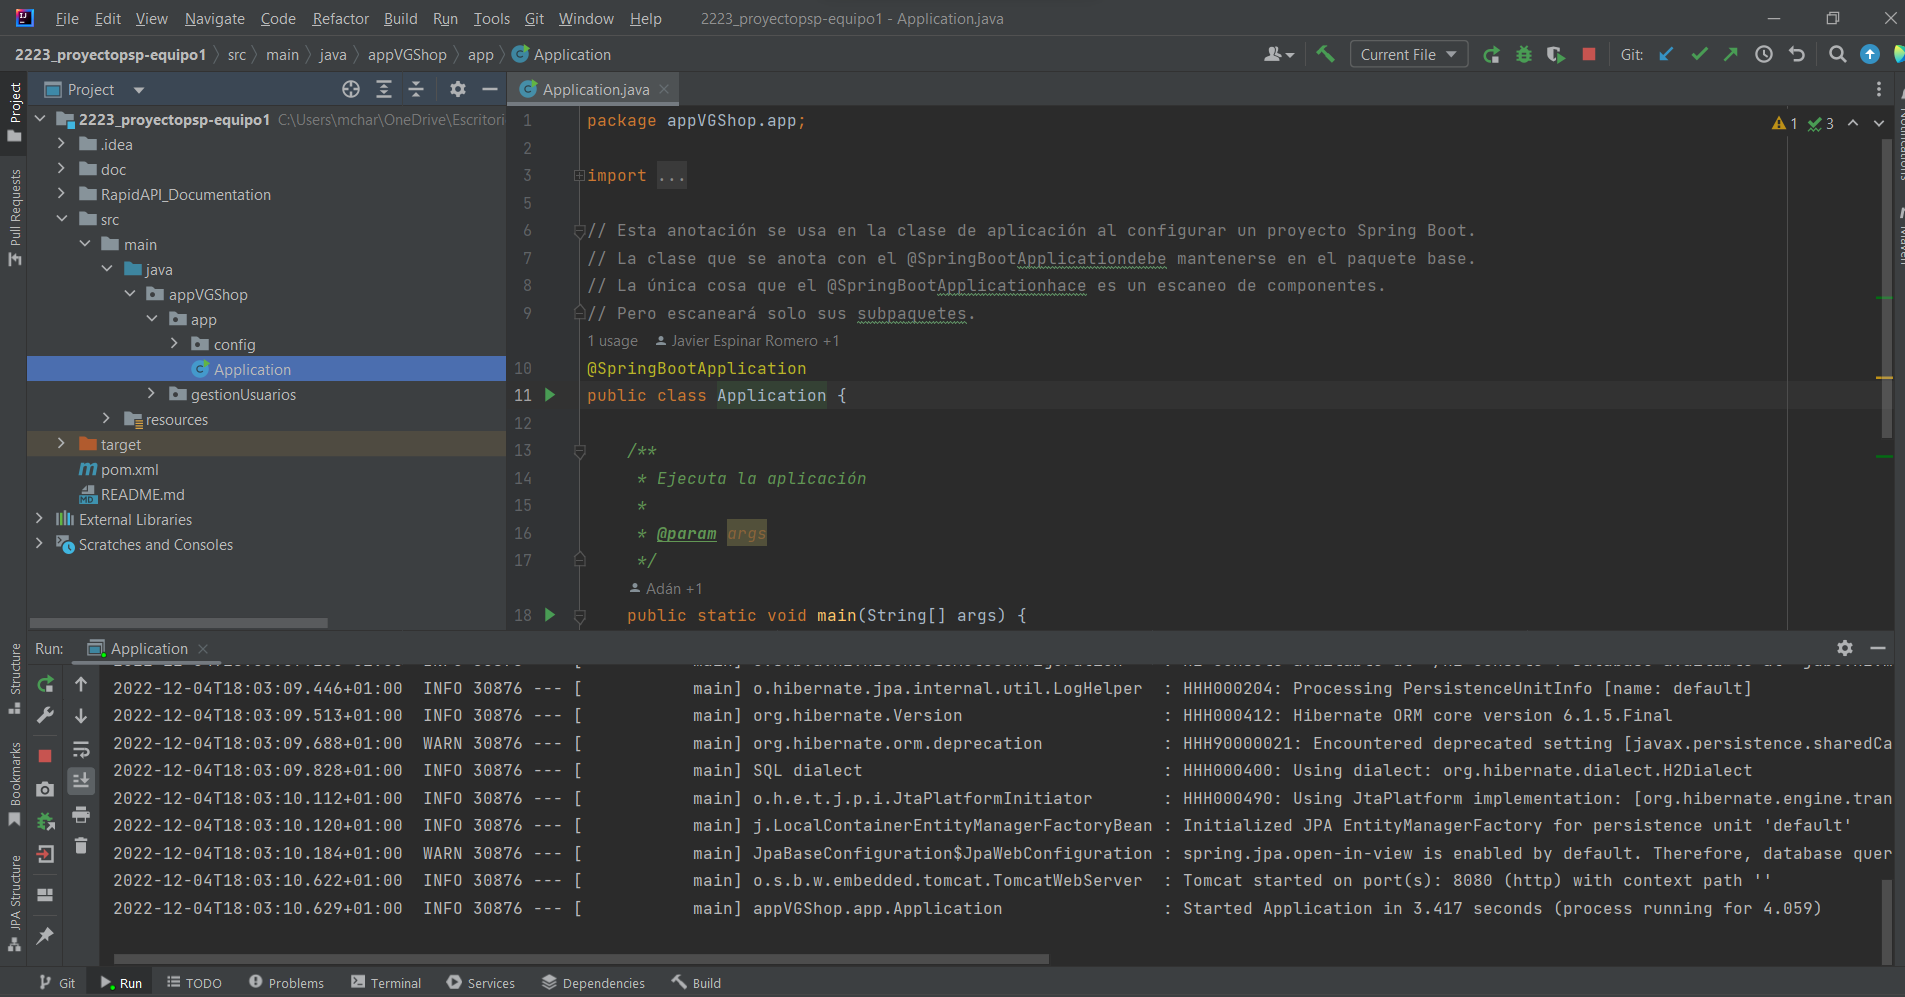 File Edit View Navigate Code Refactor Build Run Tools Git Window Help 2223_proyectopsp-equipo1 - Application.java
2223_proyectopsp-equipo1 src main java appVGShop app Application
Current File Git:
Project
Application.java
2223_proyectopsp-equipo1 C:\Users\mchar\OneDrive\Escritori
.idea
doc
RapidAPI_Documentation
src
main
java
appVGShop
app
config
Application
gestionUsuarios
resources
target
pom.xml
README.md
External Libraries
Scratches and Consoles
Project
Pull Requests
Structure
Bookmarks
JPA Structure
Notifications
1 package appVGShop.app;
1 3
2
3 import ...
5
6 // Esta anotación se usa en la clase de aplicación al configurar un proyecto Spring Boot.
7 // La clase que se anota con el @SpringBootApplicationdebe mantenerse en el paquete base.
8 // La única cosa que el @SpringBootApplicationhace es un escaneo de componentes.
9 // Pero escaneará solo sus subpaquetes.
1 usage Javier Espinar Romero +1
10 @SpringBootApplication
11 public class Application {
12
13 /**
14 * Ejecuta la aplicación
15 *
16 * @param args
17 */
Adán +1
18 public static void main(String[] args) {
Run: Application
2022-12-04T18:03:09.446+01:00 INFO 30876 --- [ main] o.hibernate.jpa.internal.util.LogHelper : HHH000204: Processing PersistenceUnitInfo [name: default]
2022-12-04T18:03:09.513+01:00 INFO 30876 --- [ main] org.hibernate.Version : HHH000412: Hibernate ORM core version 6.1.5.Final
2022-12-04T18:03:09.688+01:00 WARN 30876 --- [ main] org.hibernate.orm.deprecation : HHH90000021: Encountered deprecated setting [javax.persistence.sharedCa
2022-12-04T18:03:09.828+01:00 INFO 30876 --- [ main] SQL dialect : HHH000400: Using dialect: org.hibernate.dialect.H2Dialect
2022-12-04T18:03:10.112+01:00 INFO 30876 --- [ main] o.h.e.t.j.p.i.JtaPlatformInitiator : HHH000490: Using JtaPlatform implementation: [org.hibernate.engine.tran
2022-12-04T18:03:10.120+01:00 INFO 30876 --- [ main] j.LocalContainerEntityManagerFactoryBean : Initialized JPA EntityManagerFactory for persistence unit 'default'
2022-12-04T18:03:10.184+01:00 WARN 30876 --- [ main] JpaBaseConfiguration$JpaWebConfiguration : spring.jpa.open-in-view is enabled by default. Therefore, database quer
2022-12-04T18:03:10.622+01:00 INFO 30876 --- [ main] o.s.b.w.embedded.tomcat.TomcatWebServer : Tomcat started on port(s): 8080 (http) with context path ''
2022-12-04T18:03:10.629+01:00 INFO 30876 --- [ main] appVGShop.app.Application : Started Application in 3.417 seconds (process running for 4.059)
Git Run TODO Problems Terminal Services Dependencies Build